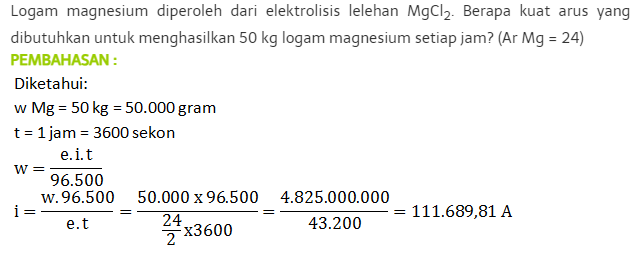 Logam magnesium diperoleh dari elektrolisis lelehan MgCl₂. Berapa kuat arus yang
dibutuhkan untuk menghasilkan 50 kg logam magnesium setiap jam? (Ar Mg = 24)
PEMBAHASAN :
Diketahui:
w Mg = 50 kg = 50.000 gram
t = 1 jam = 3600 sekon
w = e.i.t / 96.500
i = w.96.500 / e.t = 50.000 x 96.500 / 24/2 x3600 = 4.825.000.000 / 43.200 = 111.689,81 A